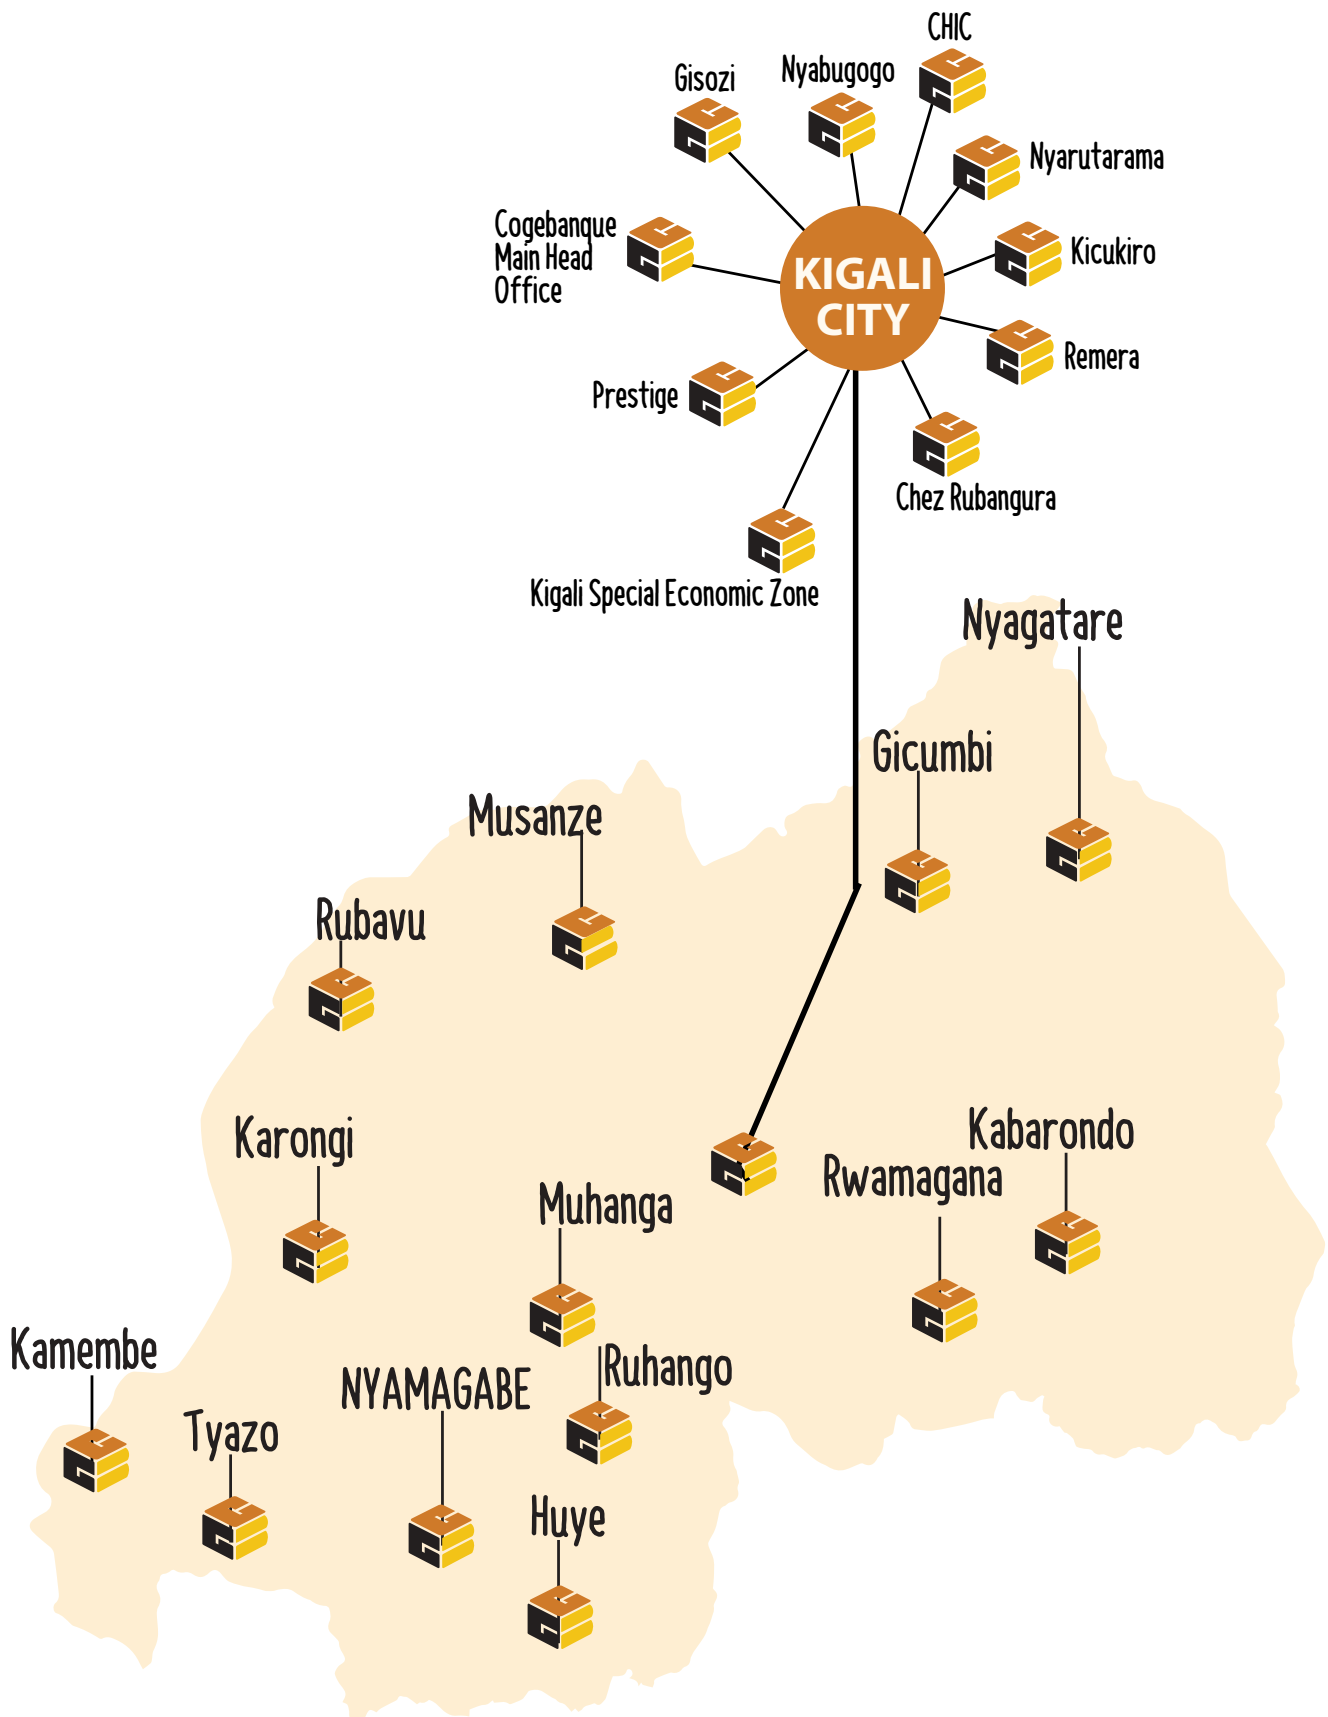 CHIC
Nyabugogo
Gisozi
Nyarutarama
Cogebanque
Main Head
Office
Kicukiro
KIGALI
CITY
Remera
Prestige
Chez Rubangura
Kigali Special Economic Zone
Nyagatare
Gicumbi
Musanze
Rubavu
Karongi
Kabarondo
Rwamagana
Muhanga
Kamembe
Ruhango
NYAMAGABE
Tyazo
Huye